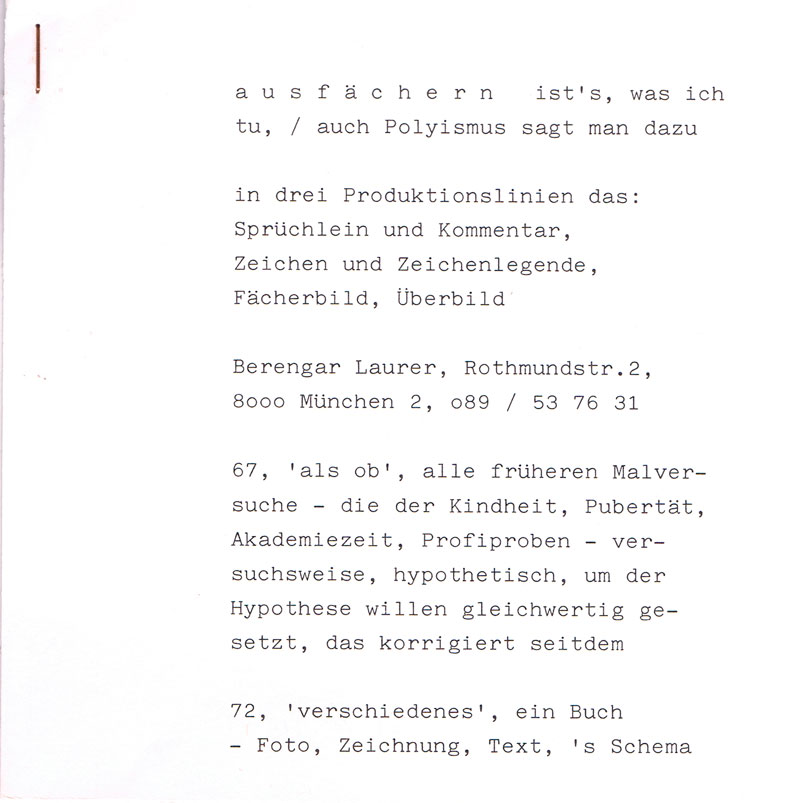 a u s f ä c h e r n  ist's, was ich
tu, / auch Polyismus sagt man dazu
in drei Produktionslinien das:
Sprüchlein und Kommentar,
Zeichen und Zeichenlegende,
Fächerbild, Überbild
Berengar Laurer, Rothmundstr.2,
8ooo München 2, o89 / 53 76 31
67, 'als ob', alle früheren Malver-
suche – die der Kindheit, Pubertät,
Akademiezeit, Profiproben – ver-
suchsweise, hypothetisch, um der
Hypothese willen gleichwertig ge-
setzt, das korrigiert seitdem
72, 'verschiedenes', ein Buch
– Foto, Zeichnung, Text, 's Schema